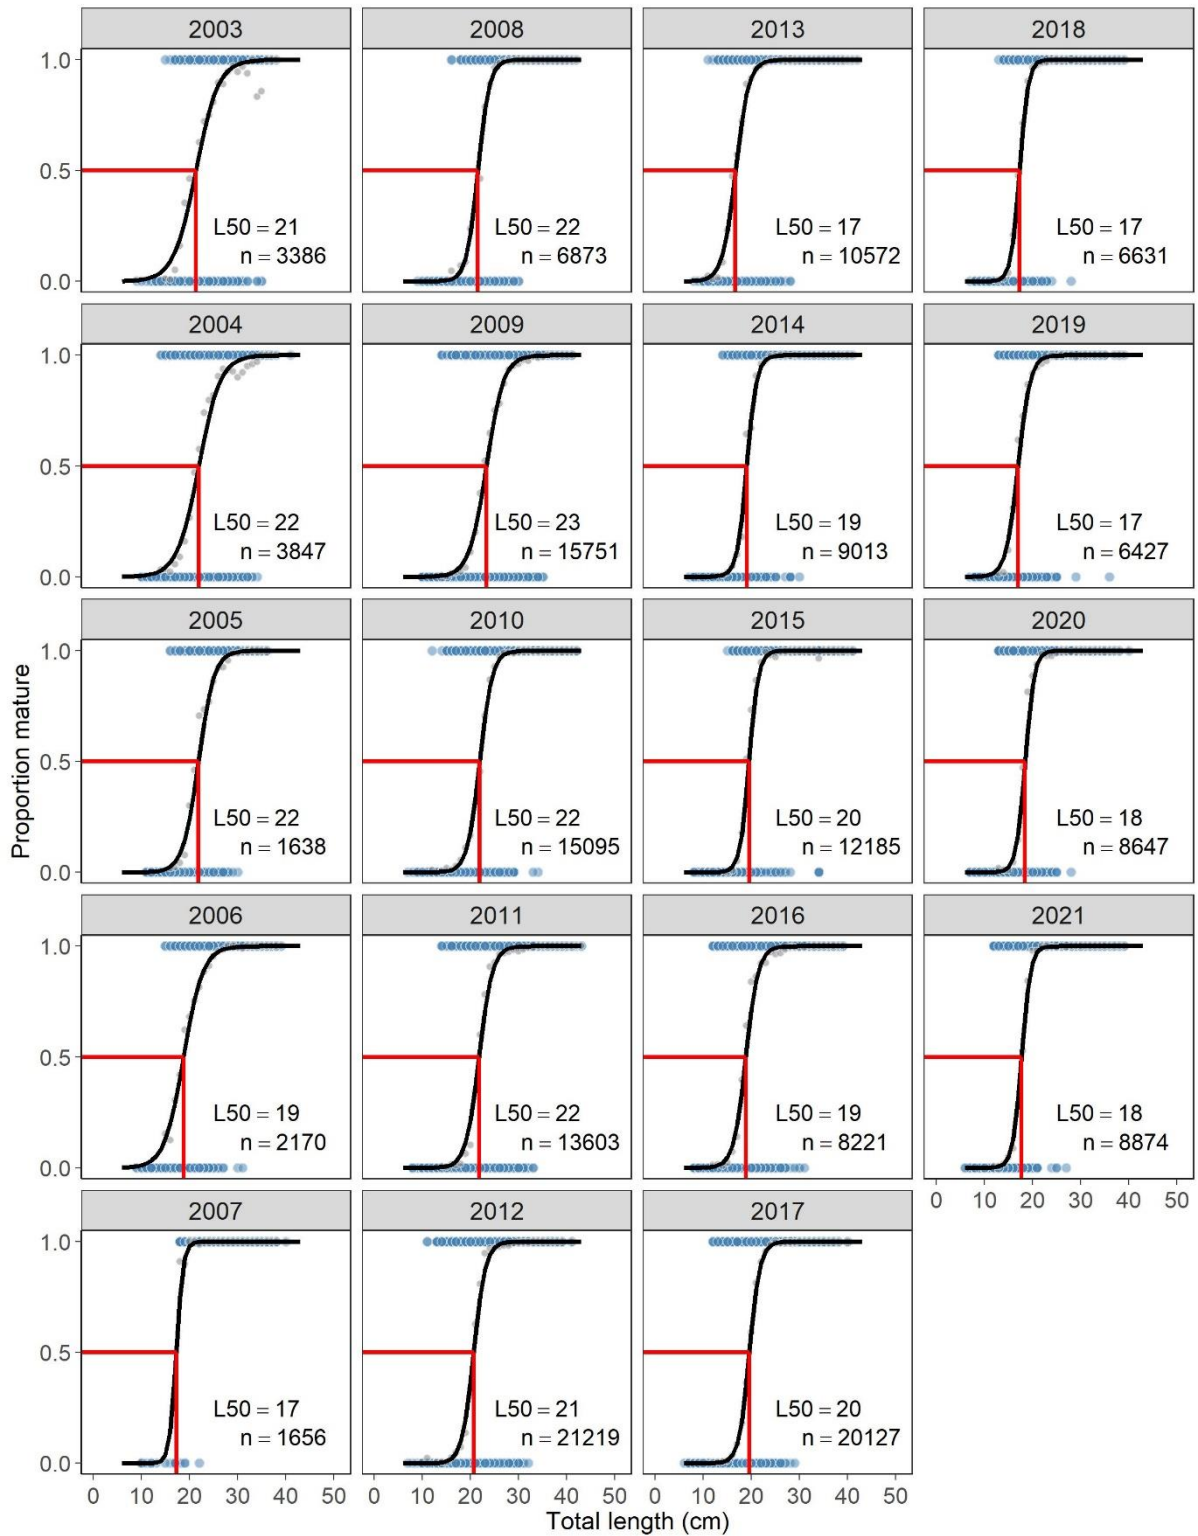 2003 2008 2013 2018
1.0
0.5
0.0
L50 = 21 L50 = 22 L50 = 17 L50 = 17
n = 3386 n = 6873 n = 10572 n = 6631
2004 2009 2014 2019
1.0
0.5
0.0
L50 = 22 L50 = 23 L50 = 19 L50 = 17
n = 3847 n = 15751 n = 9013 n = 6427
2005 2010 2015 2020
1.0
0.5
0.0
L50 = 22 L50 = 22 L50 = 20 L50 = 18
n = 1638 n = 15095 n = 12185 n = 8647
Proportion mature
2006 2011 2016 2021
1.0
0.5
0.0
L50 = 19 L50 = 22 L50 = 19 L50 = 18
n = 2170 n = 13603 n = 8221 n = 8874
0 10 20 30 40 50
2007 2012 2017
1.0
0.5
0.0
L50 = 17 L50 = 21 L50 = 20
n = 1656 n = 21219 n = 20127
0 10 20 30 40 50 0 10 20 30 40 50 0 10 20 30 40 50
Total length (cm)